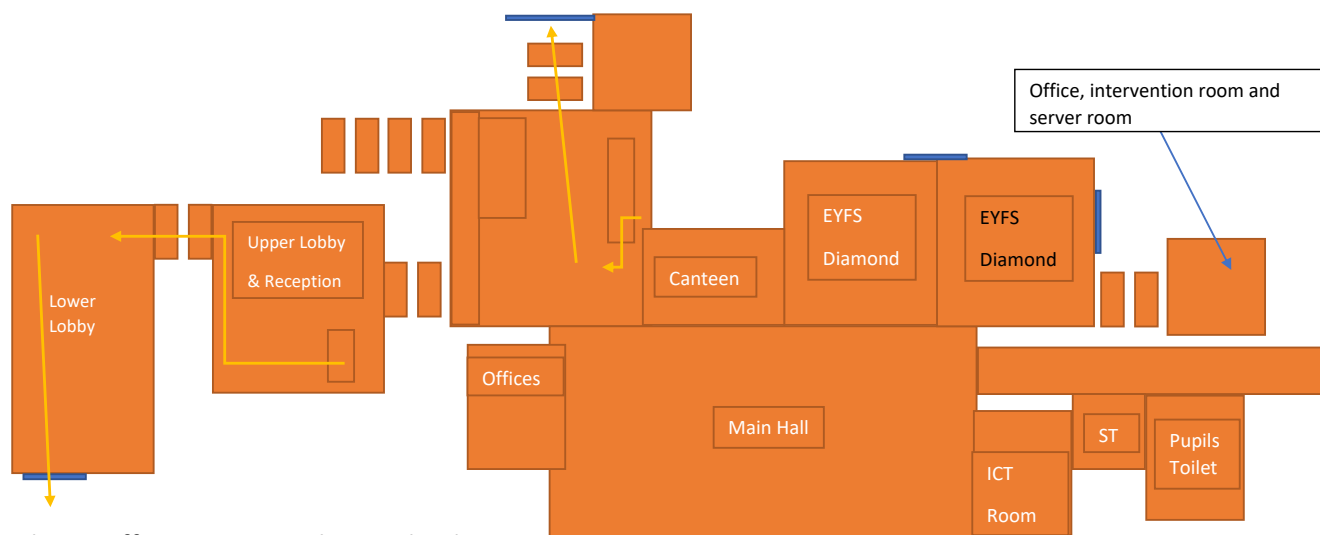 Office, intervention room and
server room
EYFS
Diamond
EYFS
Diamond
Upper Lobby
& Reception
Canteen
Lower
Lobby
Offices
Main Hall
ST
Pupils
Toilet
ICT
Room